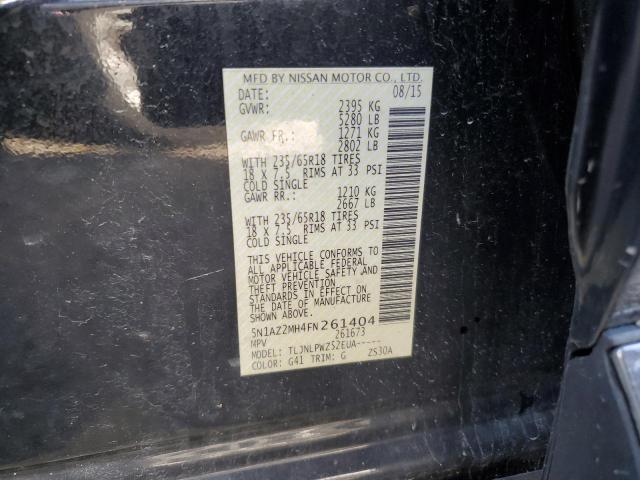 MFD BY NISSAN MOTOR CO., LTD.
DATE: 08/15
GVWR: 2395 KG
5280 LB
GAWR FR.: 1271 KG
2802 LB
WITH 235/65R18 TIRES
18 X 7.5 RIMS AT 33 PSI
COLD SINGLE
GAWR RR.: 1210 KG
2667 LB
WITH 235/65R18 TIRES
18 X 7.5 RIMS AT 33 PSI
COLD SINGLE
THIS VEHICLE CONFORMS TO
ALL APPLICABLE FEDERAL
MOTOR VEHICLE SAFETY AND
THEFT PREVENTION
STANDARDS IN EFFECT ON
THE DATE OF MANUFACTURE
SHOWN ABOVE.
5N1AZ2MH4FN261404
MPV 261673
MODEL: TLJNLPWZS2EUA-----
COLOR: G41 TRIM: G ZS30A